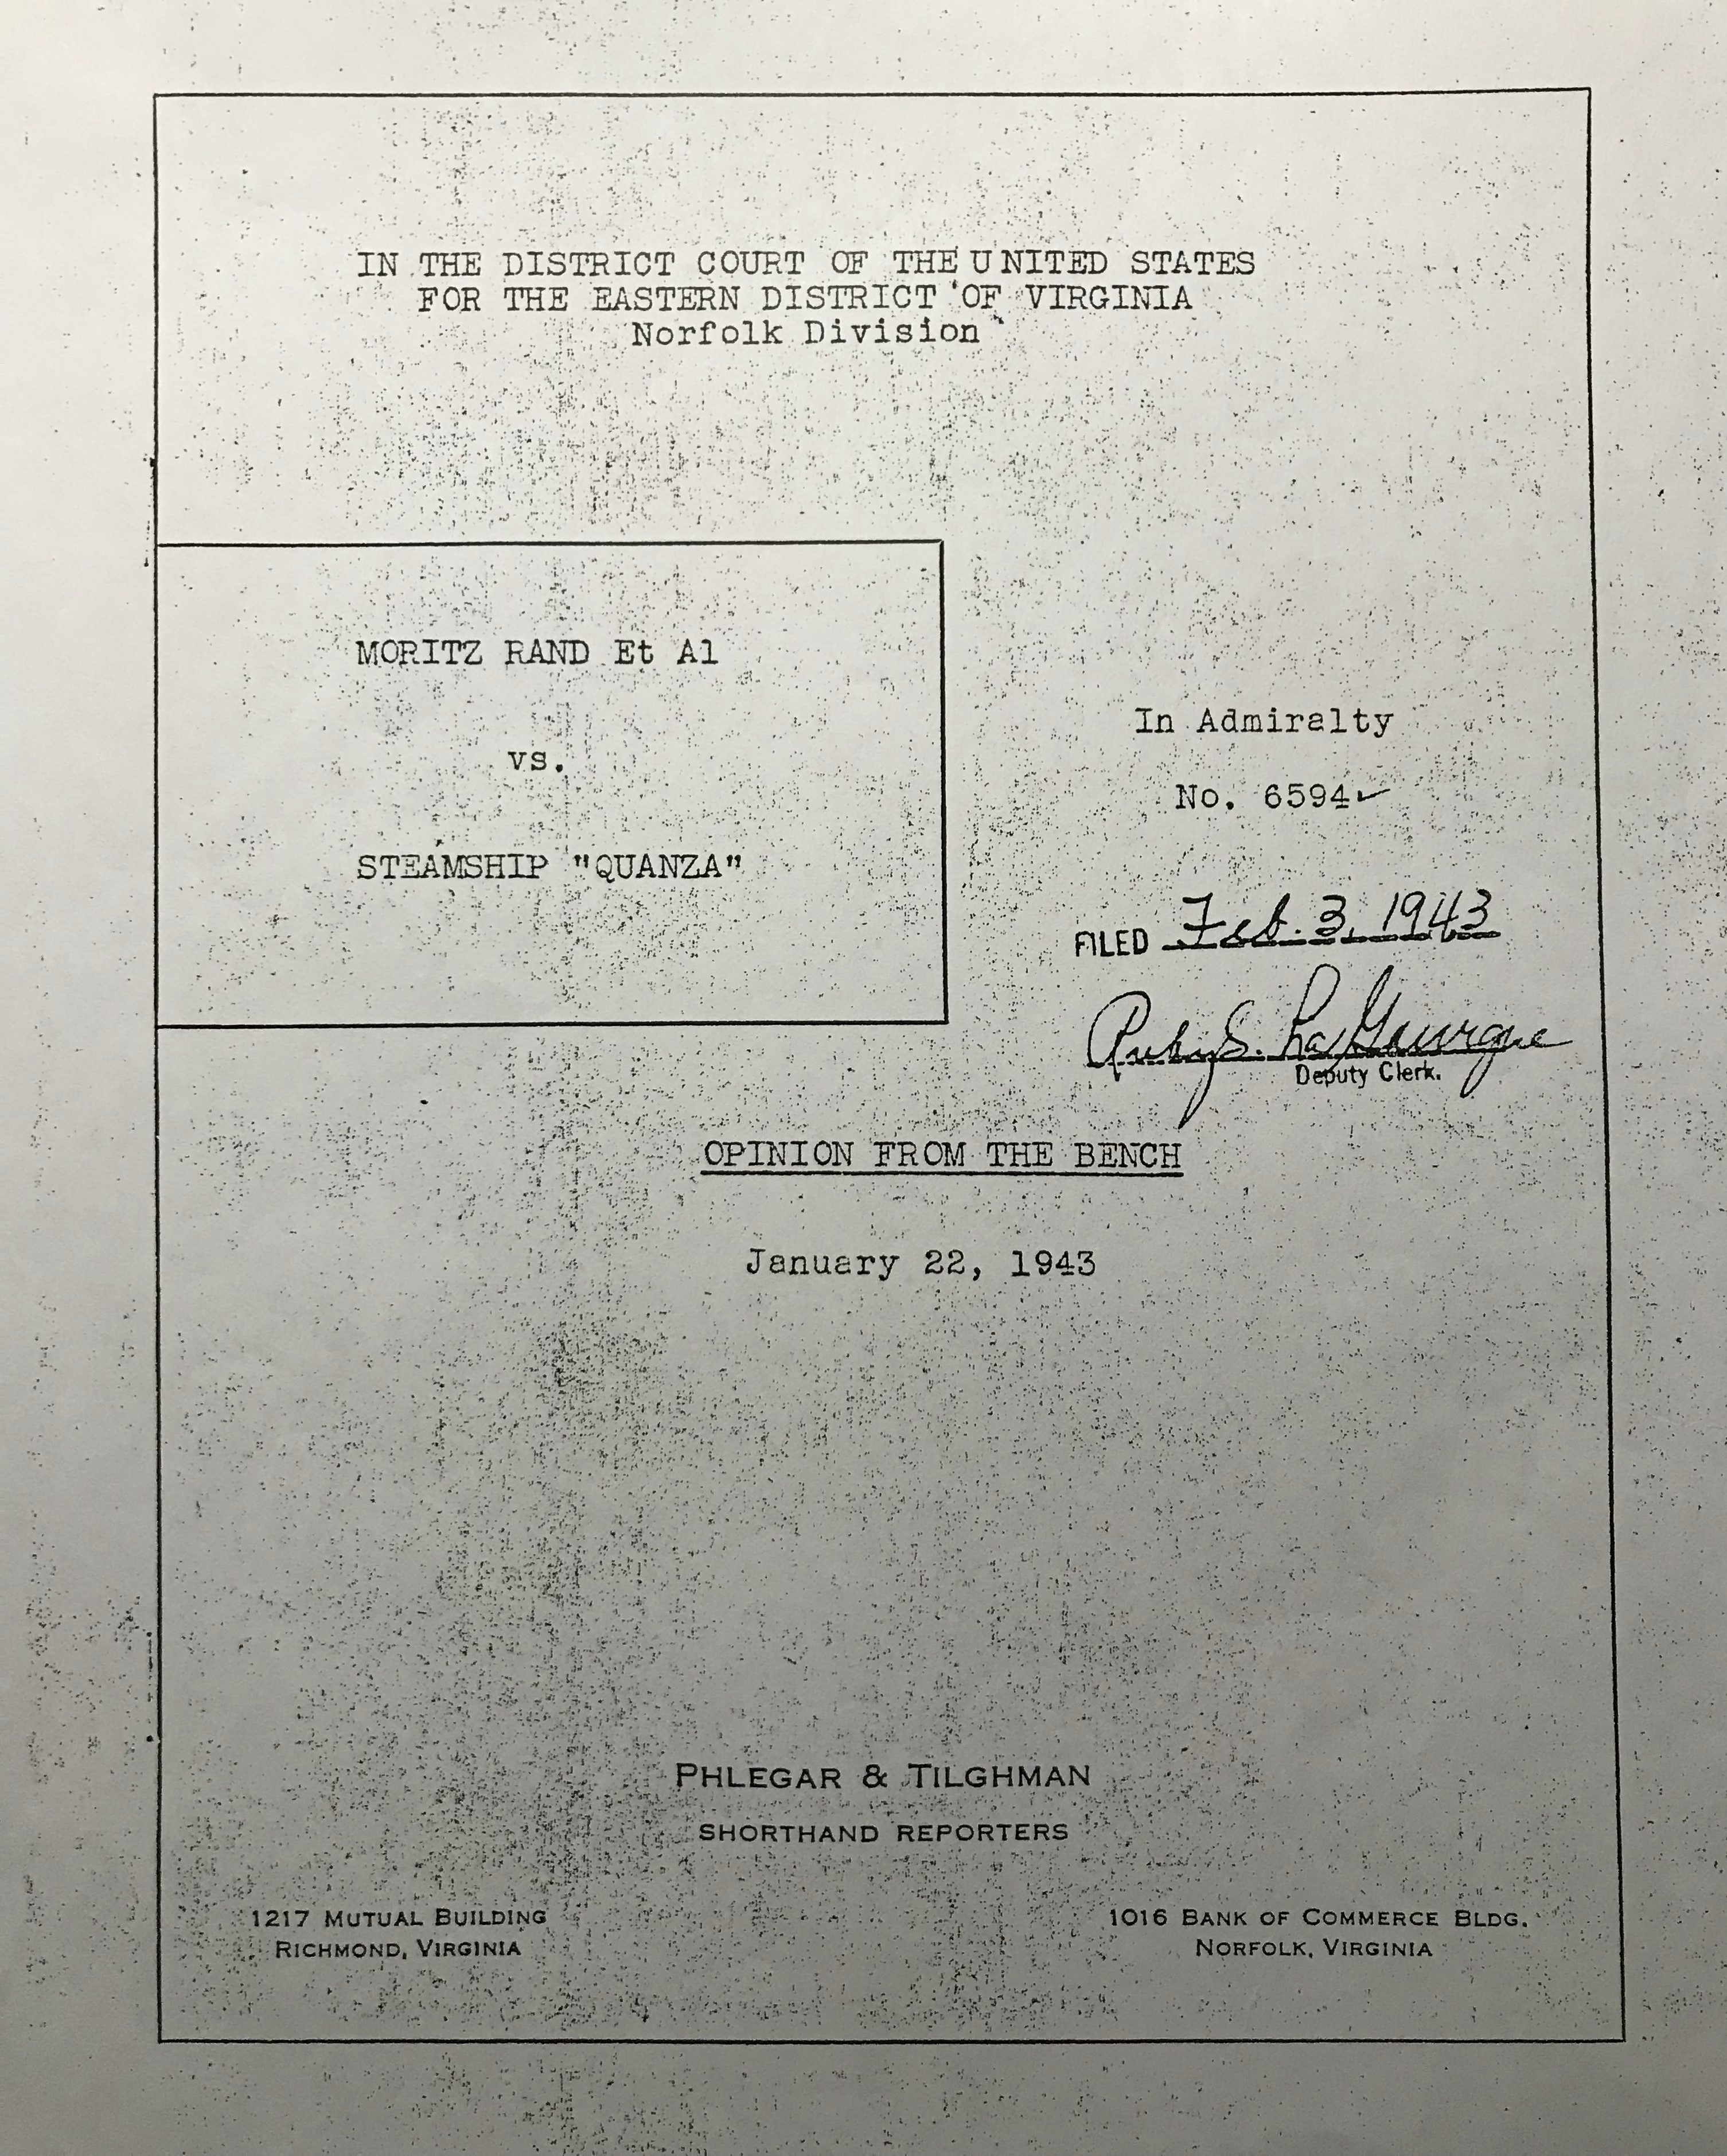 IN THE DISTRICT COURT OF THE UNITED STATES
FOR THE EASTERN DISTRICT OF VIRGINIA
Norfolk Division
MORITZ RAND Et Al
vs.
STEAMSHIP "QUANZA"
In Admiralty
No. 6594
FILED Feb. 3, 1943
Ruby S.
Deputy Clerk.
OPINION FROM THE BENCH
January 22, 1943
PHLEGAR & TILGHMAN
SHORTHAND REPORTERS
1217 MUTUAL BUILDING
RICHMOND, VIRGINIA
1016 BANK OF COMMERCE BLDG.
NORFOLK, VIRGINIA